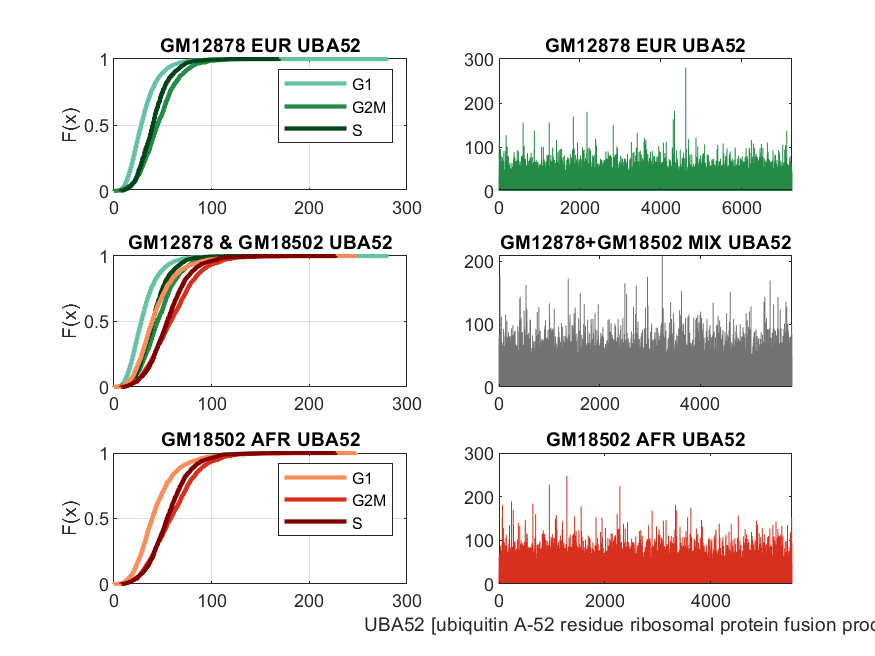 GM12878 EUR UBA52
F(x)
1
0.5
0
0 100 200 300
G1
G2M
S
GM12878 EUR UBA52
300
200
100
0
0 2000 4000 6000
GM12878 & GM18502 UBA52
F(x)
1
0.5
0
0 100 200 300
GM12878+GM18502 MIX UBA52
200
100
0
0 2000 4000
GM18502 AFR UBA52
F(x)
1
0.5
0
0 100 200 300
G1
G2M
S
GM18502 AFR UBA52
300
200
100
0
0 2000 4000
UBA52 [ubiquitin A-52 residue ribosomal protein fusion proc